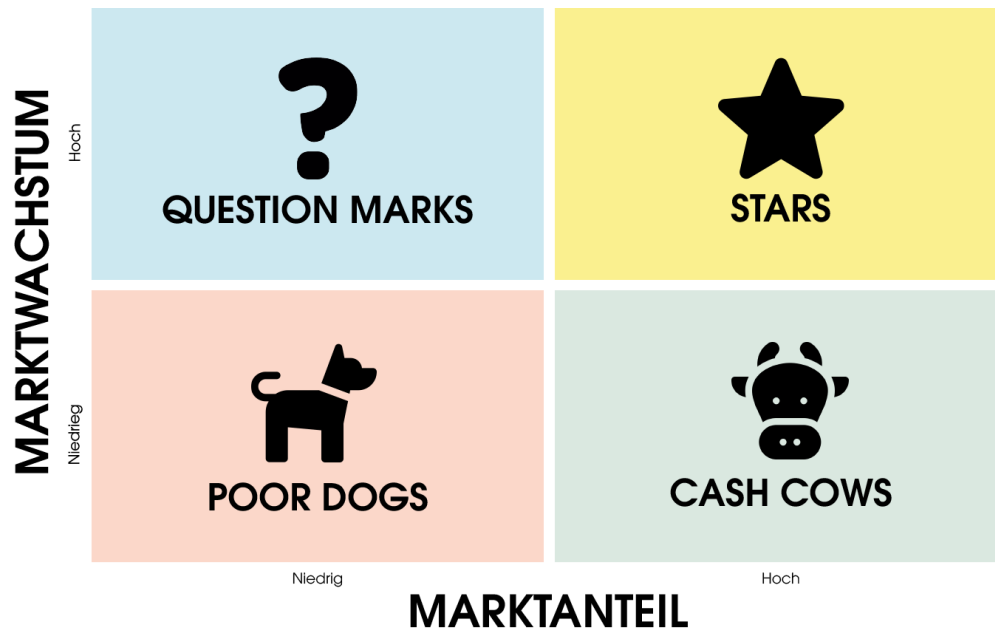 MARKTWACHSTUM
Hoch
Niedrieg
QUESTION MARKS
STARS
POOR DOGS
CASH COWS
Niedrig
Hoch
MARKTANTEIL